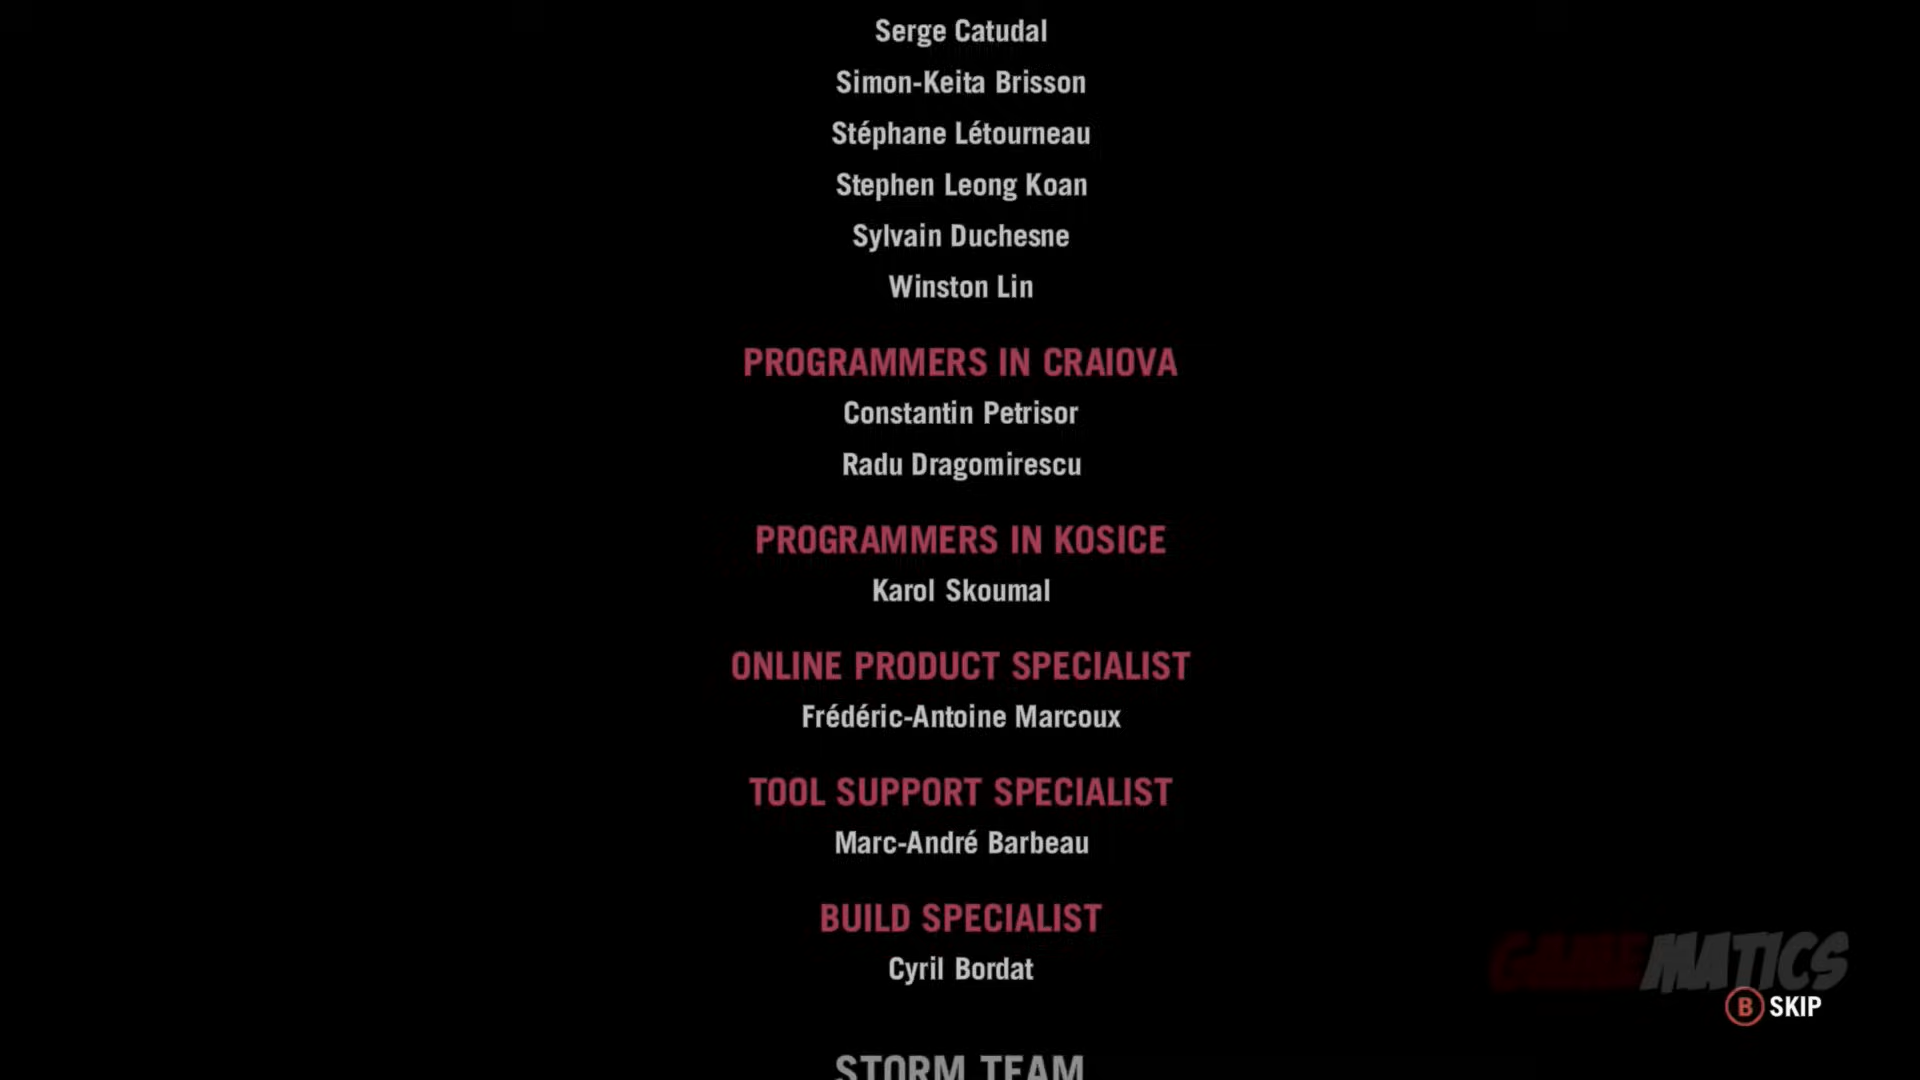 Serge Catudal
Simon-Keita Brisson
Stéphane Létourneau
Stephen Leong Koan
Sylvain Duchesne
Winston Lin
PROGRAMMERS IN CRAIOVA
Constantin Petrisor
Radu Dragomirescu
PROGRAMMERS IN KOSICE
Karol Skoumal
ONLINE PRODUCT SPECIALIST
Frédéric-Antoine Marcoux
TOOL SUPPORT SPECIALIST
Marc-André Barbeau
BUILD SPECIALIST
Cyril Bordat
GAMEMATICS
B SKIP
STORM TEAM